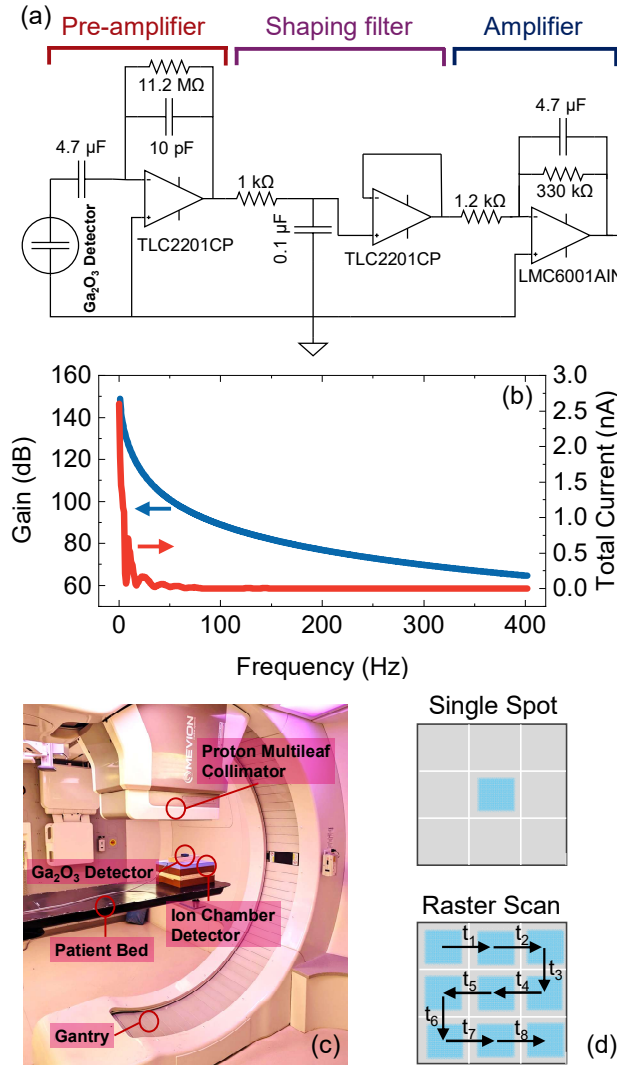 (a)
Pre-amplifier
Shaping filter
Amplifier
11.2 MΩ
10 pF
4.7 µF
Ga₂O₃ Detector
TLC2201CP
1 kΩ
0.1 µF
TLC2201CP
1.2 kΩ
4.7 µF
330 kΩ
LMC6001AIN
-
+
-
+
-
+
(b)
160
140
120
100
80
60
Gain (dB)
3.0
2.5
2.0
1.5
1.0
0.5
0.0
Total Current (nA)
0
100
200
300
400
Frequency (Hz)
MEVION
Proton Multileaf
Collimator
Ga₂O₃ Detector
Ion Chamber
Detector
Patient Bed
Gantry
(c)
Single Spot
Raster Scan
t₁
t₂
t₃
t₄
t₅
t₆
t₇
t₈
(d)